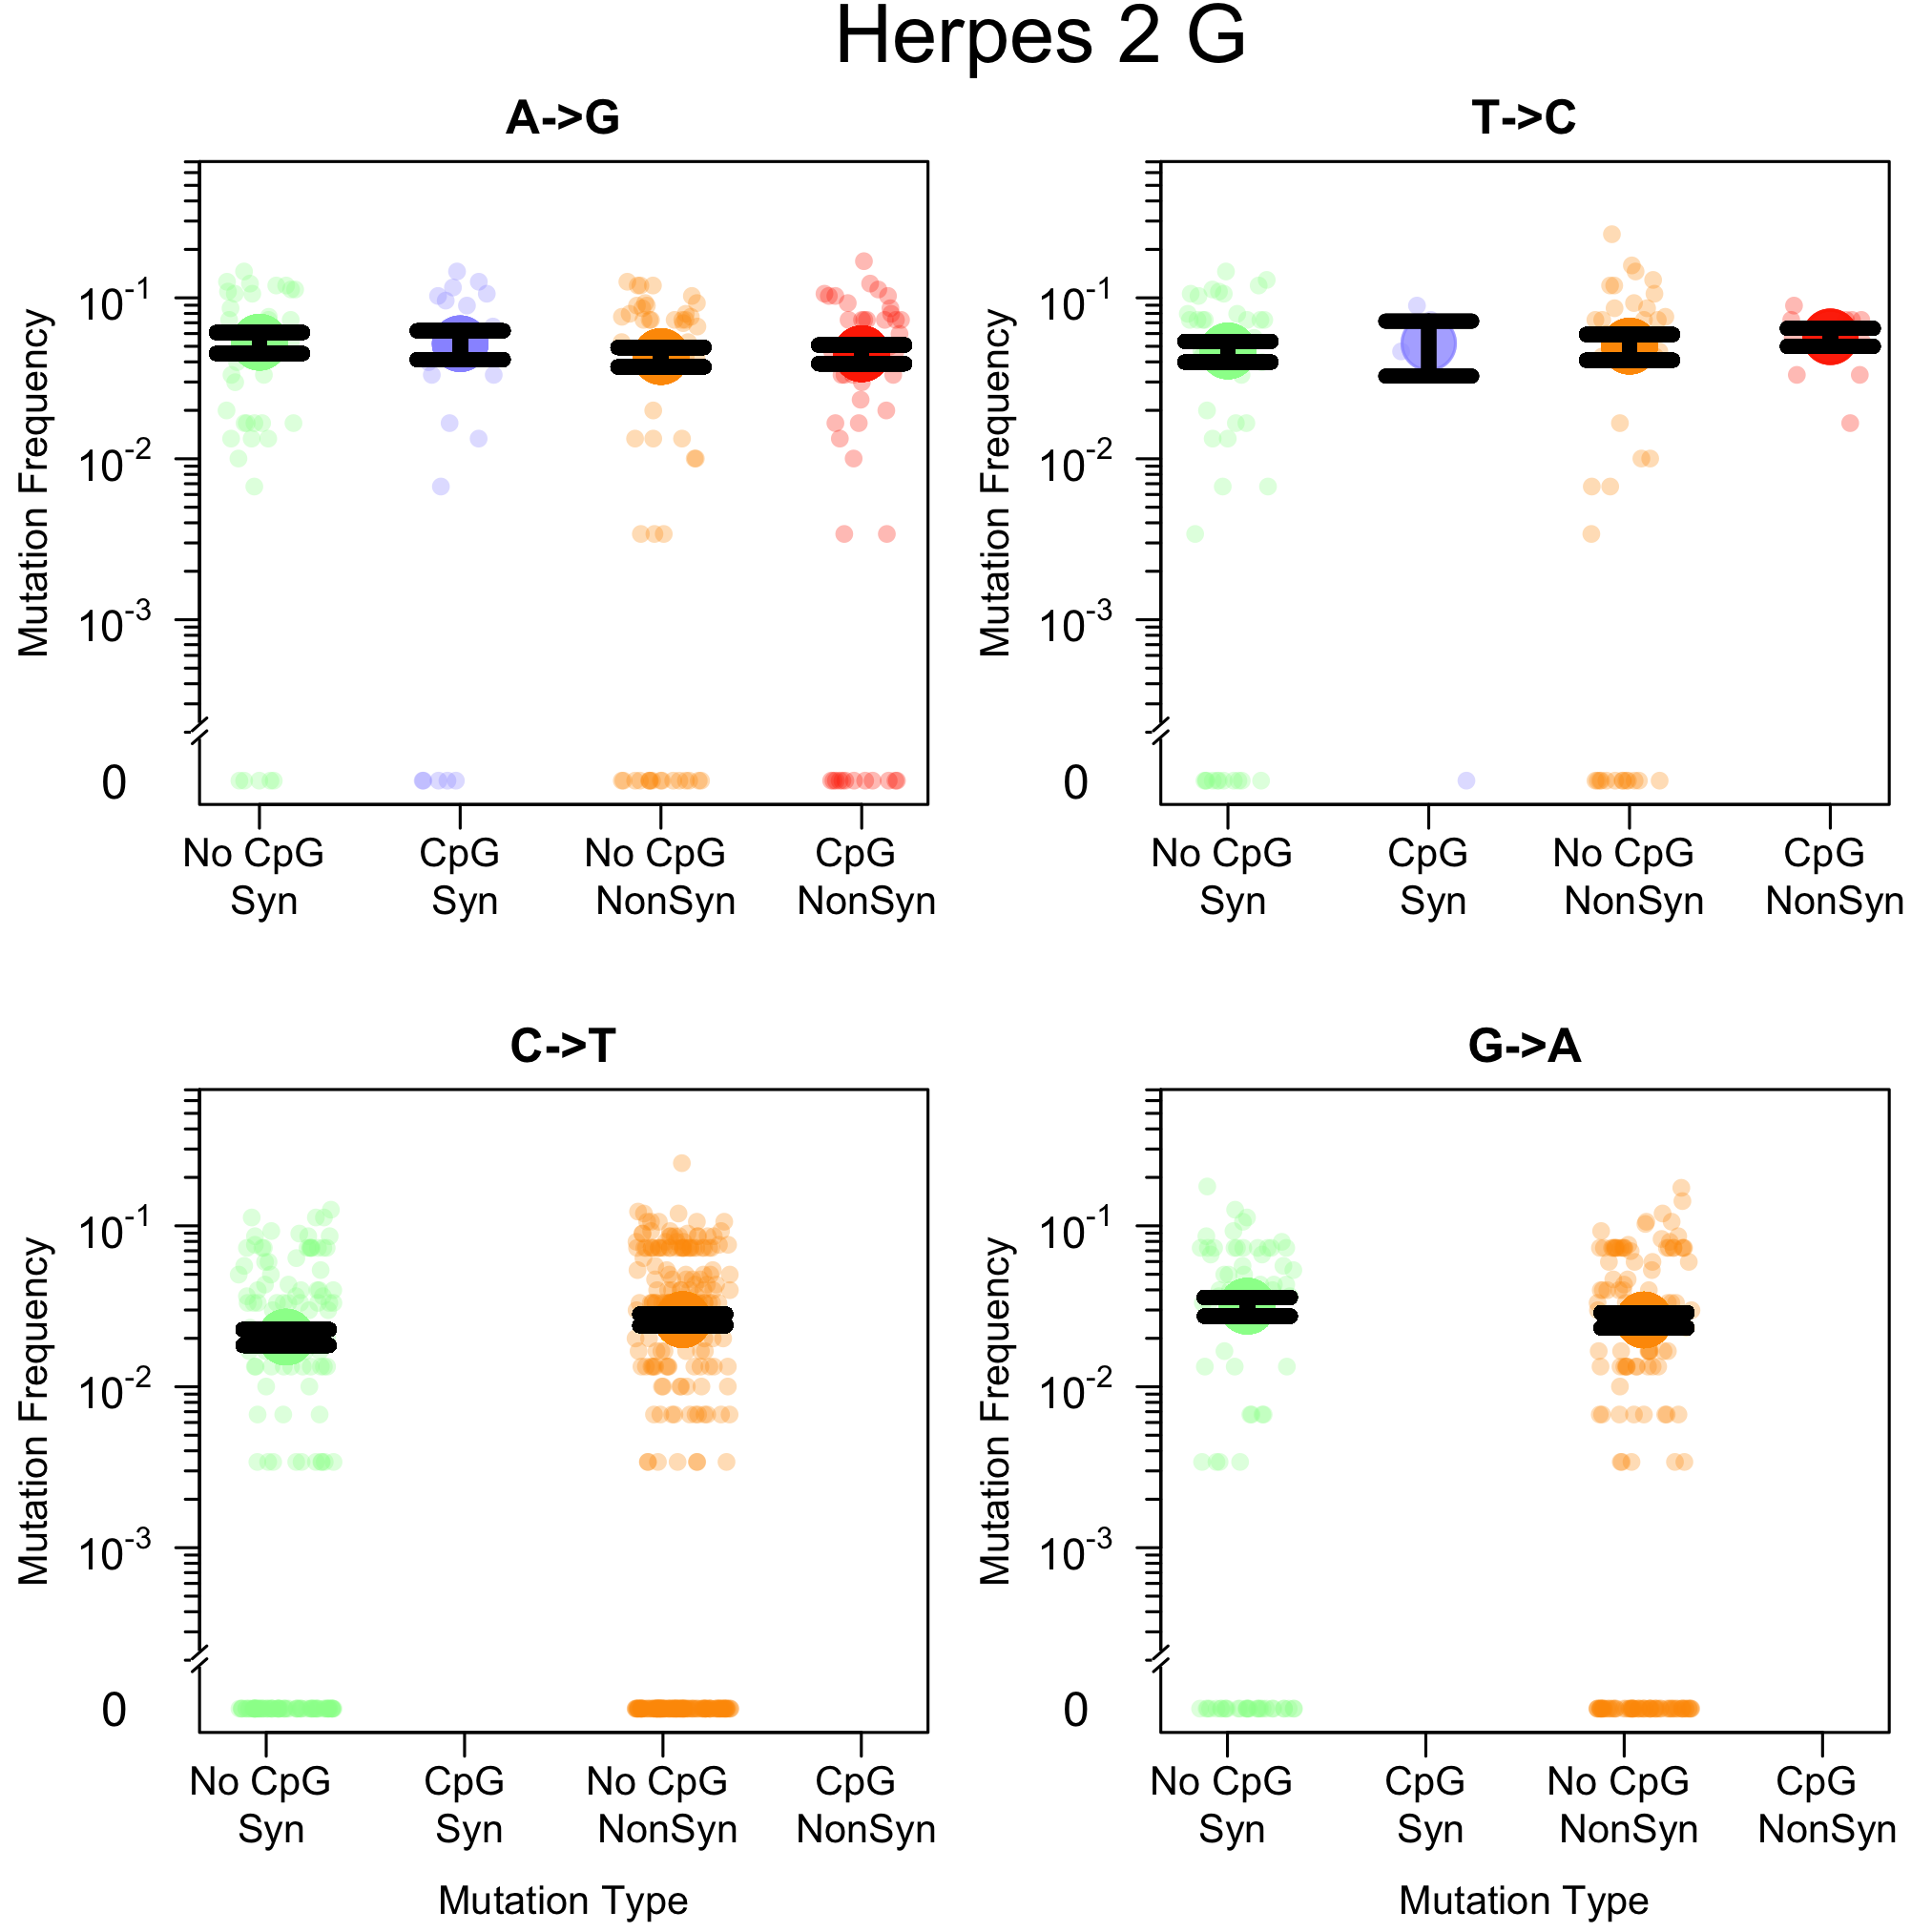 Herpes 2 G
A->G
Mutation Frequency
10-1
10-2
10-3
0
No CpG Syn
CpG Syn
No CpG NonSyn
CpG NonSyn
T->C
Mutation Frequency
10-1
10-2
10-3
0
No CpG Syn
CpG Syn
No CpG NonSyn
CpG NonSyn
C->T
Mutation Frequency
10-1
10-2
10-3
0
No CpG Syn
CpG Syn
No CpG NonSyn
CpG NonSyn
Mutation Type
G->A
Mutation Frequency
10-1
10-2
10-3
0
No CpG Syn
CpG Syn
No CpG NonSyn
CpG NonSyn
Mutation Type